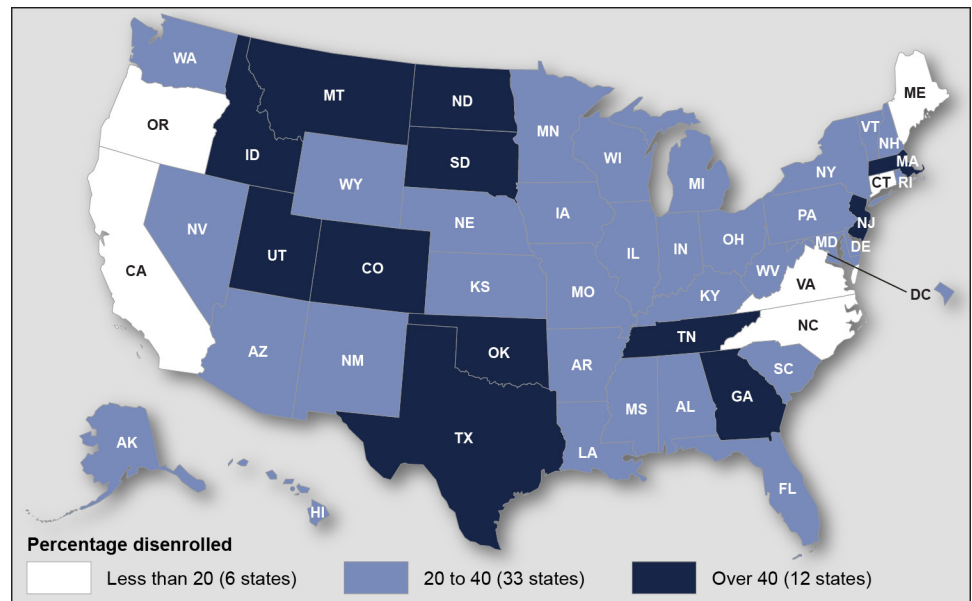 WA
MT
ND
MN
ME
OR
ID
SD
WI
VT
NH
WY
MI
NY
MA
CT
RI
NV
NE
IA
PA
NJ
CA
UT
CO
IL
IN
OH
MD
DE
KS
MO
WV
VA
KY
DC
NC
AZ
NM
OK
AR
TN
SC
MS
AL
GA
TX
LA
AK
FL
HI
Percentage disenrolled
Less than 20 (6 states)
20 to 40 (33 states)
Over 40 (12 states)